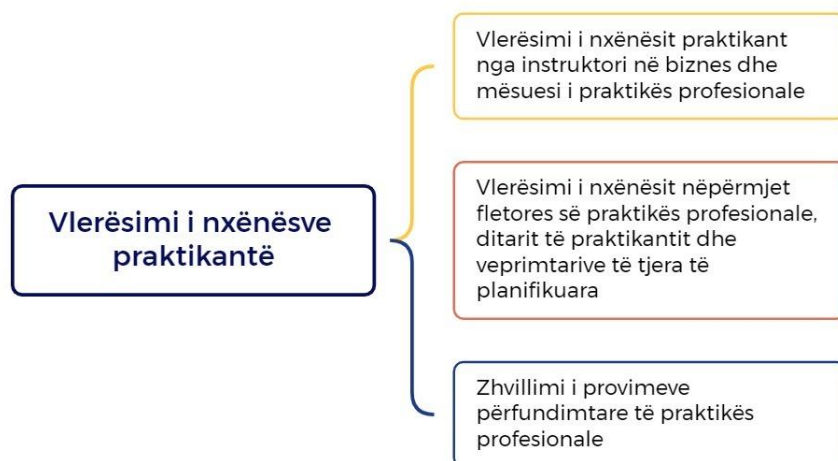 Vlerësimi i nxënësve
praktikantë
Vlerësimi i nxënësit praktikant
nga instruktori në biznes dhe
mësuesi i praktikës profesionale
Vlerësimi i nxënësit nëpërmjet
fletores së praktikës profesionale,
ditarit të praktikantit dhe
veprimtarive të tjera të
planifikuara
Zhvillimi i provimeve
përfundimtare të praktikës
profesionale